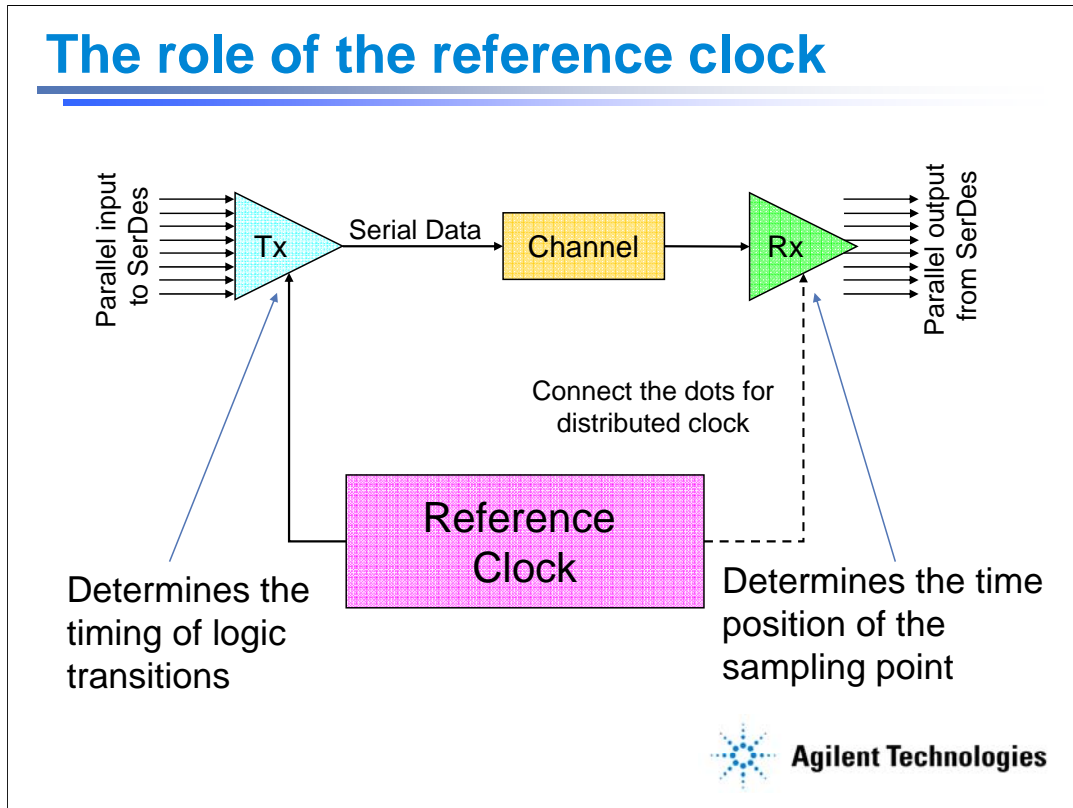 The role of the reference clock
Parallel input
to SerDes
Tx
Serial Data
Channel
Rx
Parallel output
from SerDes
Connect the dots for
distributed clock
Reference
Clock
Determines the
timing of logic
transitions
Determines the time
position of the
sampling point
Agilent Technologies